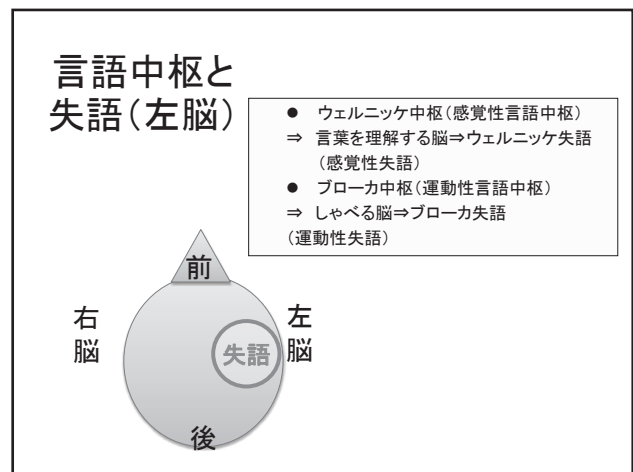 言語中枢と
失語(左脳)
● ウェルニッケ中枢(感覚性言語中枢)
⇒ 言葉を理解する脳⇒ウェルニッケ失語
(感覚性失語)
● ブローカ中枢(運動性言語中枢)
⇒ しゃべる脳⇒ブローカ失語
(運動性失語)
前
右脳
失語
左脳
後